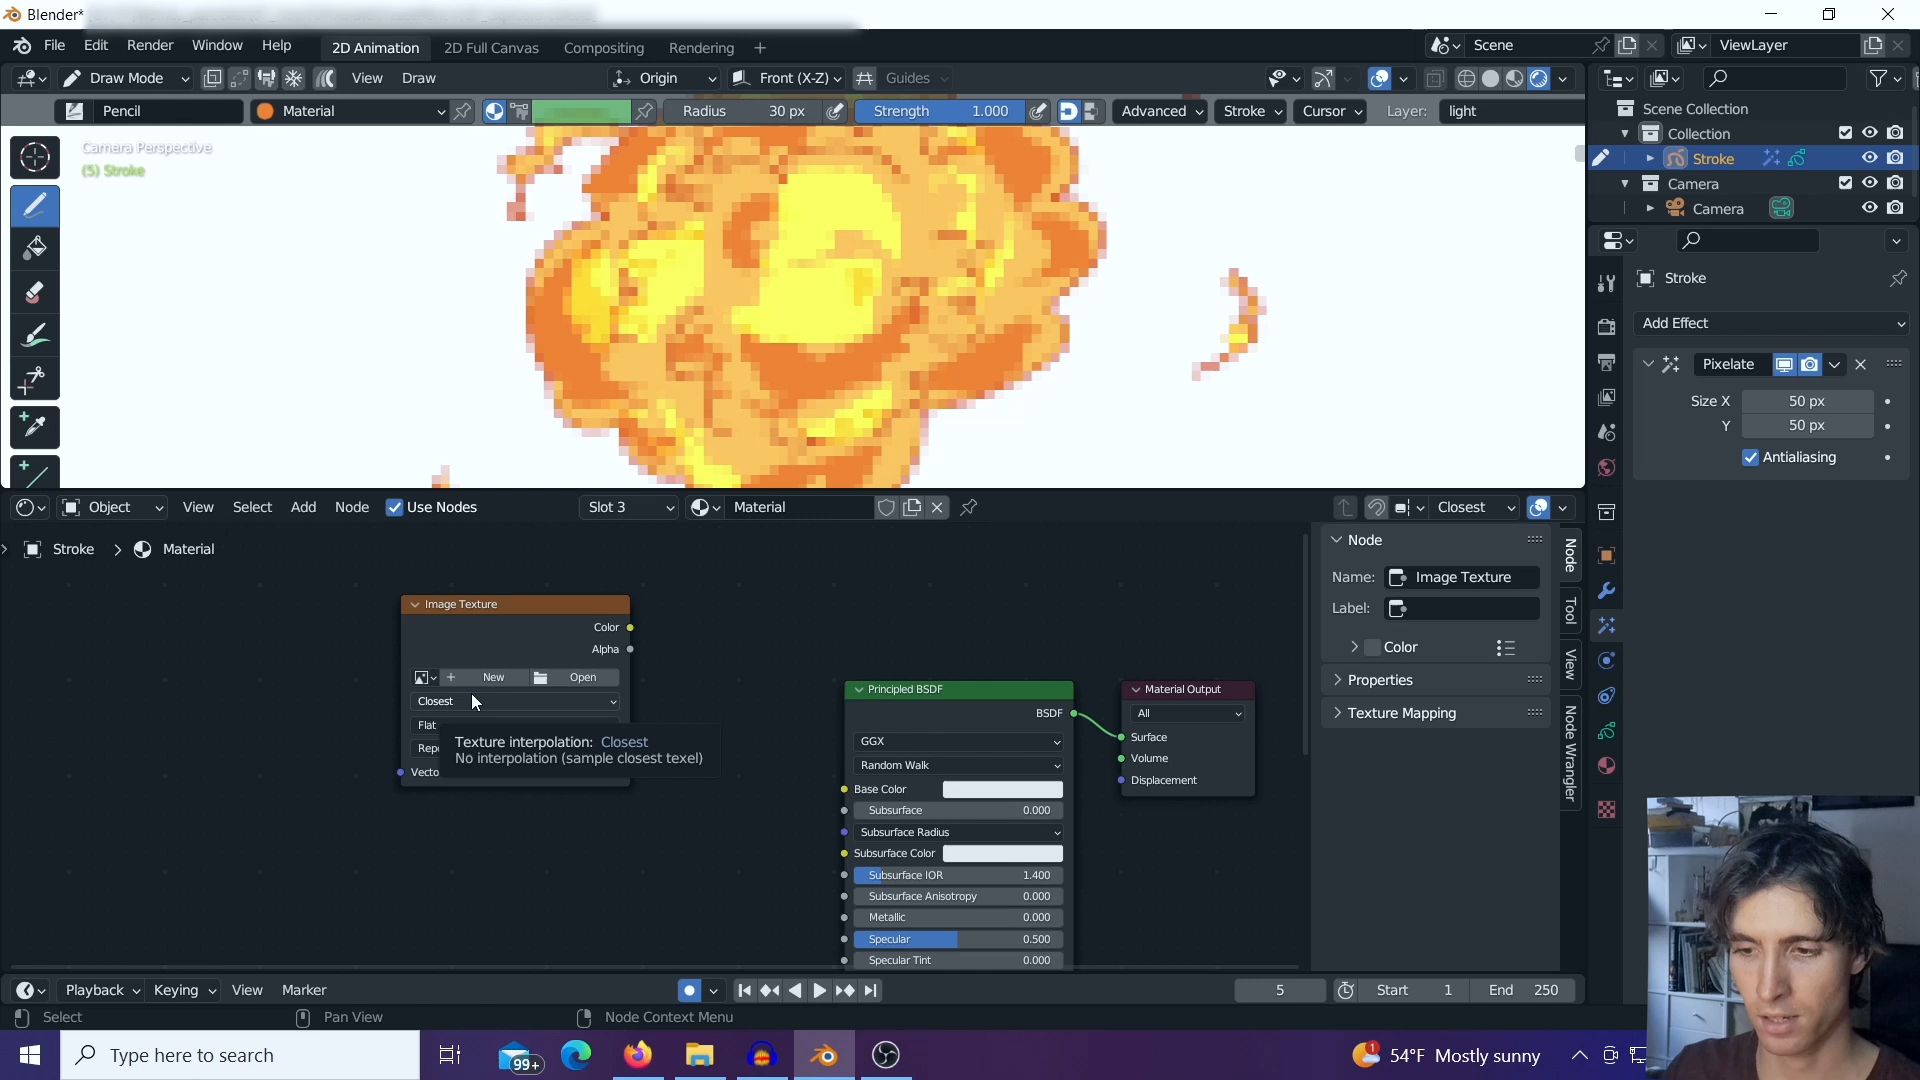 Blender*
File Edit Render Window Help 2D Animation 2D Full Canvas Compositing Rendering + Scene ViewLayer
Draw Mode View Draw Origin Front (X-Z) Guides
Pencil Material Radius 30 px Strength 1.000 Advanced Stroke Cursor Layer: light
Scene Collection
Collection
Stroke
Camera
Camera
Camera Perspective
(5) Stroke
Stroke
Add Effect
Pixelate
Size X 50 px
Y 50 px
Antialiasing
Object View Select Add Node Use Nodes Slot 3 Material Closest
Stroke > Material
Image Texture
Color
Alpha
New Open
Closest
Flat
Repe
Vecto
Texture interpolation: Closest
No interpolation (sample closest texel)
Principled BSDF
BSDF
GGX
Random Walk
Base Color
Subsurface 0.000
Subsurface Radius
Subsurface Color
Subsurface IOR 1.400
Subsurface Anisotropy 0.000
Metallic 0.000
Specular 0.500
Specular Tint 0.000
Material Output
All
Surface
Volume
Displacement
Node
Name: Image Texture
Label:
Color
Properties
Texture Mapping
Node
Tool
View
Node Wrangler
Playback Keying View Marker 5 Start 1 End 250
Select Pan View Node Context Menu
Type here to search 99+ 1 54°F Mostly sunny